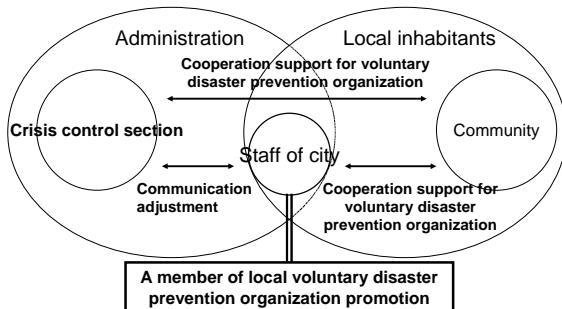 Administration
Local inhabitants
Cooperation support for voluntary
disaster prevention organization
Crisis control section
Staff of city
Community
Communication
adjustment
Cooperation support for
voluntary disaster
prevention organization
A member of local voluntary disaster
prevention organization promotion